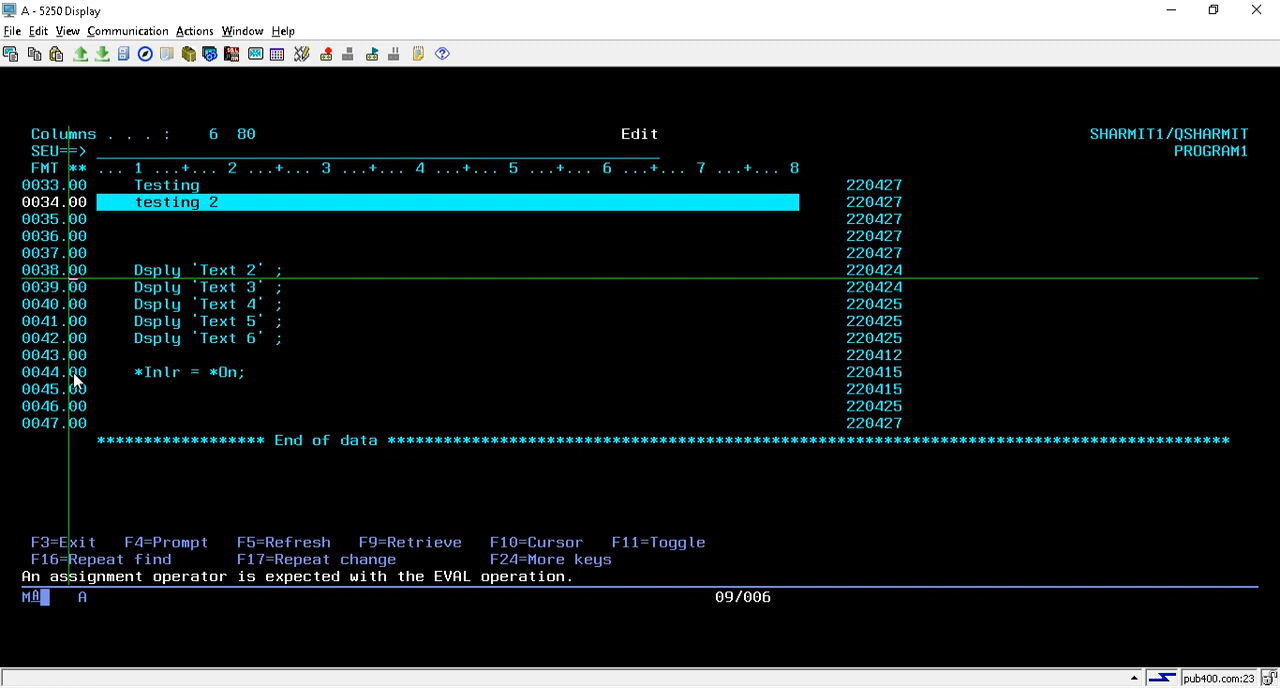 A - 5250 Display
File Edit View Communication Actions Window Help
Columns . . . : 6 80 Edit SHARMIT1/QSHARMIT
SEU==> PROGRAM1
FMT ** ... 1 ...+... 2 ...+... 3 ...+... 4 ...+... 5 ...+... 6 ...+... 7 ...+... 8
0033.00 Testing 220427
0034.00 testing 2 220427
0035.00 220427
0036.00 220427
0037.00 220427
0038.00 Dsply 'Text 2' ; 220424
0039.00 Dsply 'Text 3' ; 220424
0040.00 Dsply 'Text 4' ; 220425
0041.00 Dsply 'Text 5' ; 220425
0042.00 Dsply 'Text 6' ; 220425
0043.00 220412
0044.00 *Inlr = *On; 220415
0045.00 220415
0046.00 220425
0047.00 220427
****************** End of data ******************************************************************************************
F3=Exit F4=Prompt F5=Refresh F9=Retrieve F10=Cursor F11=Toggle
F16=Repeat find F17=Repeat change F24=More keys
An assignment operator is expected with the EVAL operation.
MA A 09/006
pub400.com:23